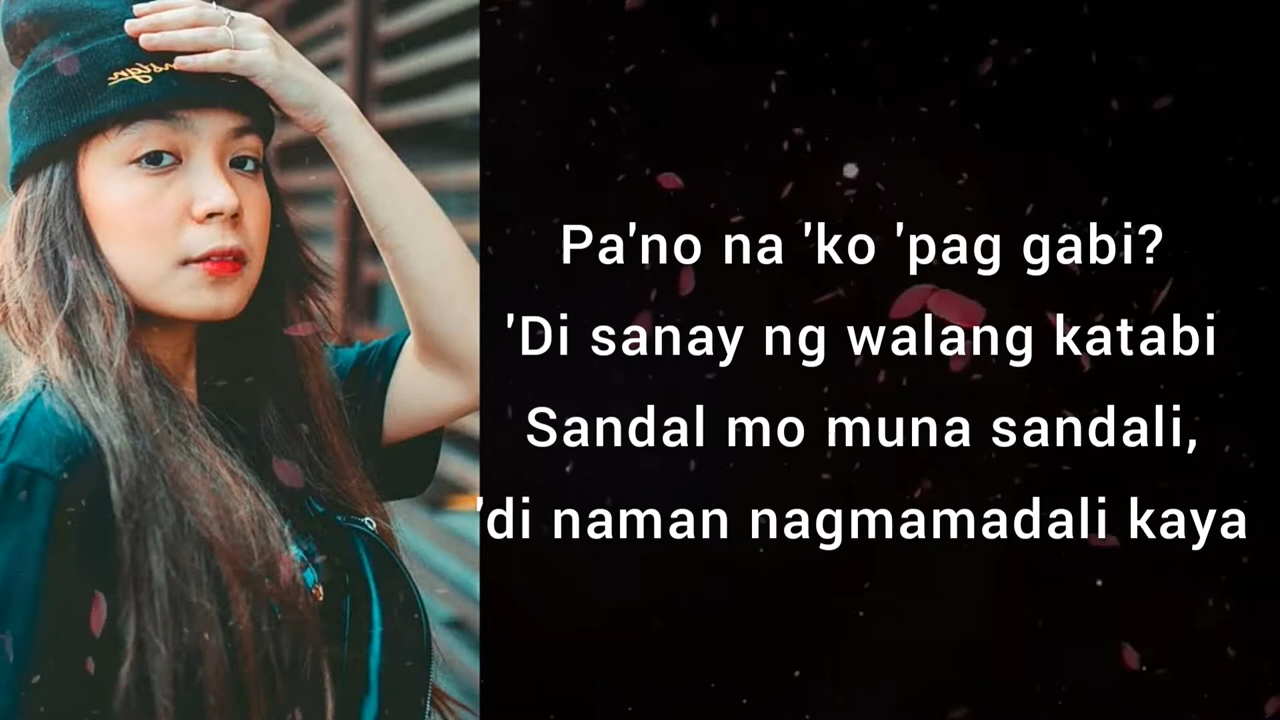 Pa'no na 'ko 'pag gabi?
'Di sanay ng walang katabi
Sandal mo muna sandali,
'di naman nagmamadali kaya